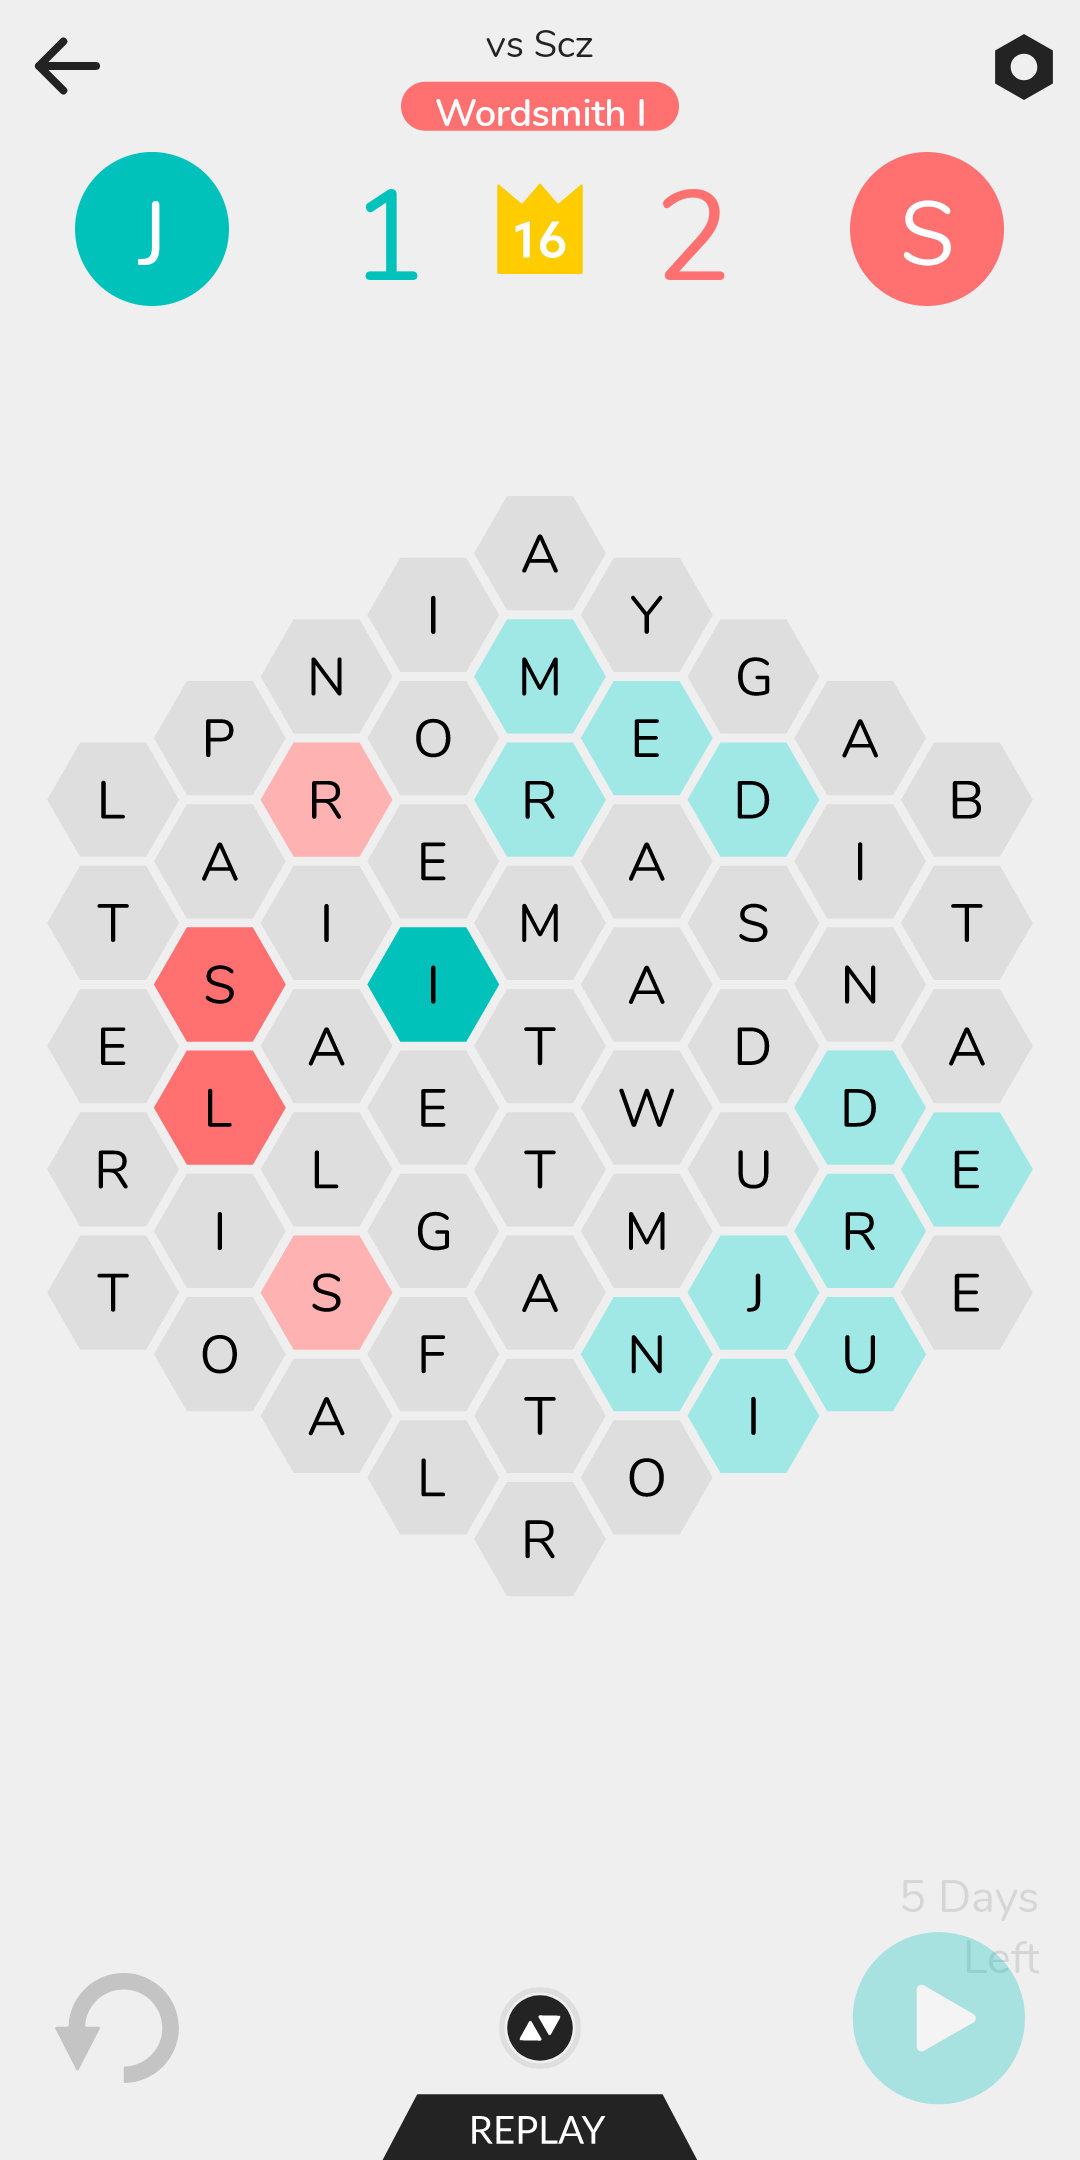 vs Scz
Wordsmith I
J 1 16 2 S
A
I Y
N M G
P O E A
L R R D B
A E A I
T I M S T
S I A N
E A T D A
L E W D
R L T U E
I G M R
T S A J E
O F N U
A T I
L O
R
5 Days
Left
REPLAY